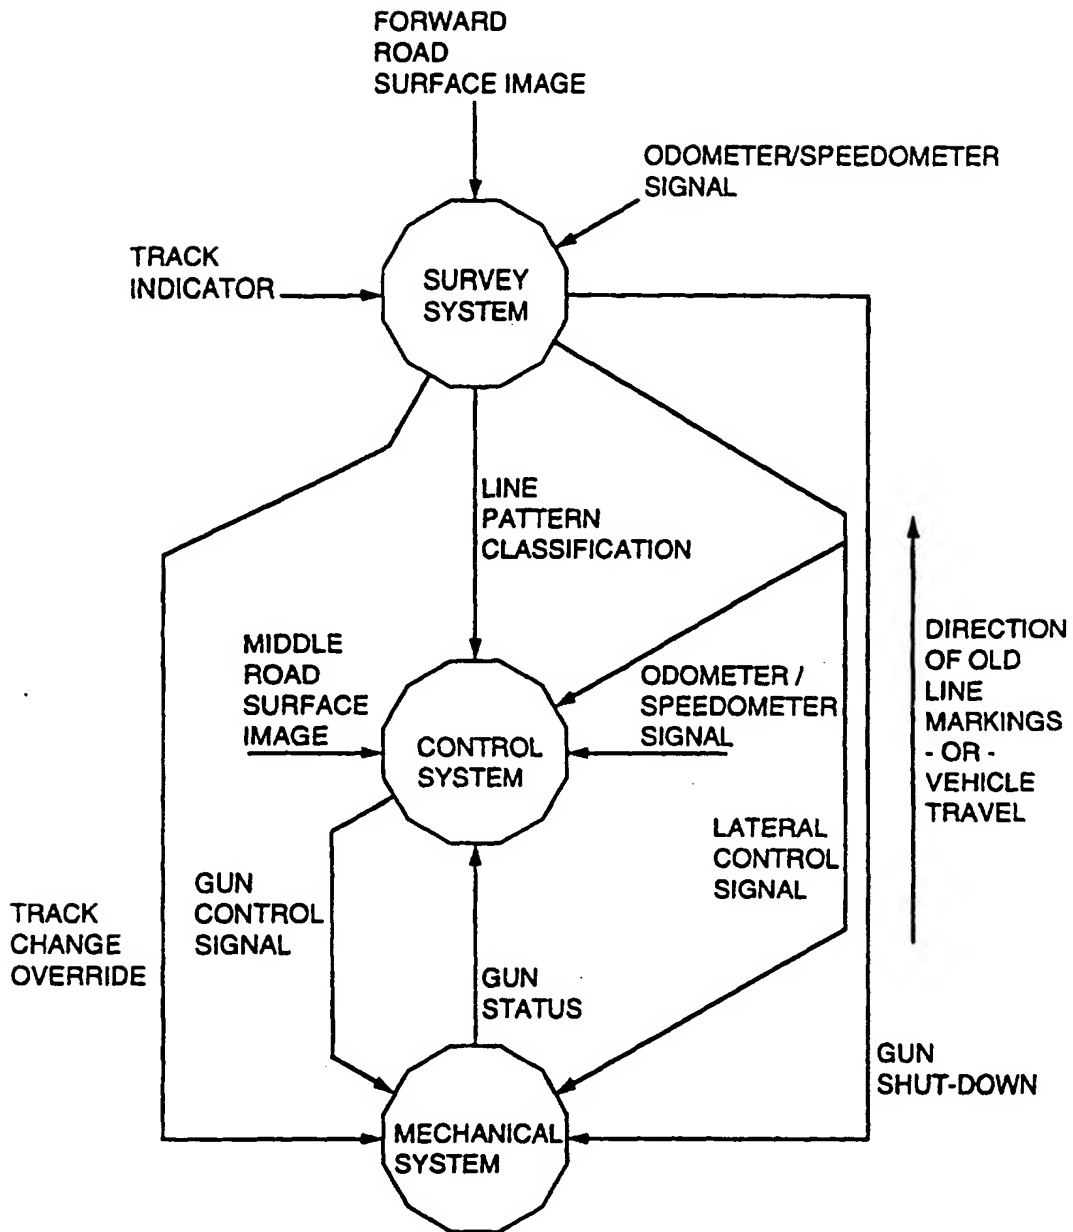 FORWARD
ROAD
SURFACE IMAGE
ODOMETER/SPEEDOMETER
SIGNAL
TRACK
INDICATOR
SURVEY
SYSTEM
LINE
PATTERN
CLASSIFICATION
MIDDLE
ROAD
SURFACE
IMAGE
ODOMETER /
SPEEDOMETER
SIGNAL
CONTROL
SYSTEM
DIRECTION
OF OLD
LINE
MARKINGS
- OR -
VEHICLE
TRAVEL
LATERAL
CONTROL
SIGNAL
GUN
CONTROL
SIGNAL
TRACK
CHANGE
OVERRIDE
GUN
STATUS
GUN
SHUT-DOWN
MECHANICAL
SYSTEM